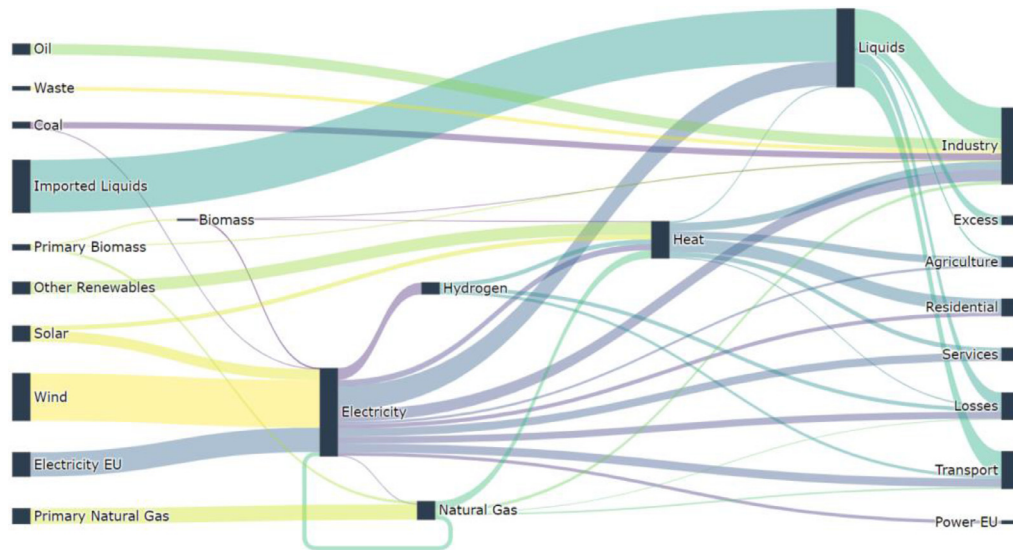 Oil
Waste
Coal
Imported Liquids
Primary Biomass
Other Renewables
Solar
Wind
Electricity EU
Primary Natural Gas
Biomass
Electricity
Hydrogen
Natural Gas
Heat
Liquids
Industry
Excess
Agriculture
Residential
Services
Losses
Transport
Power EU